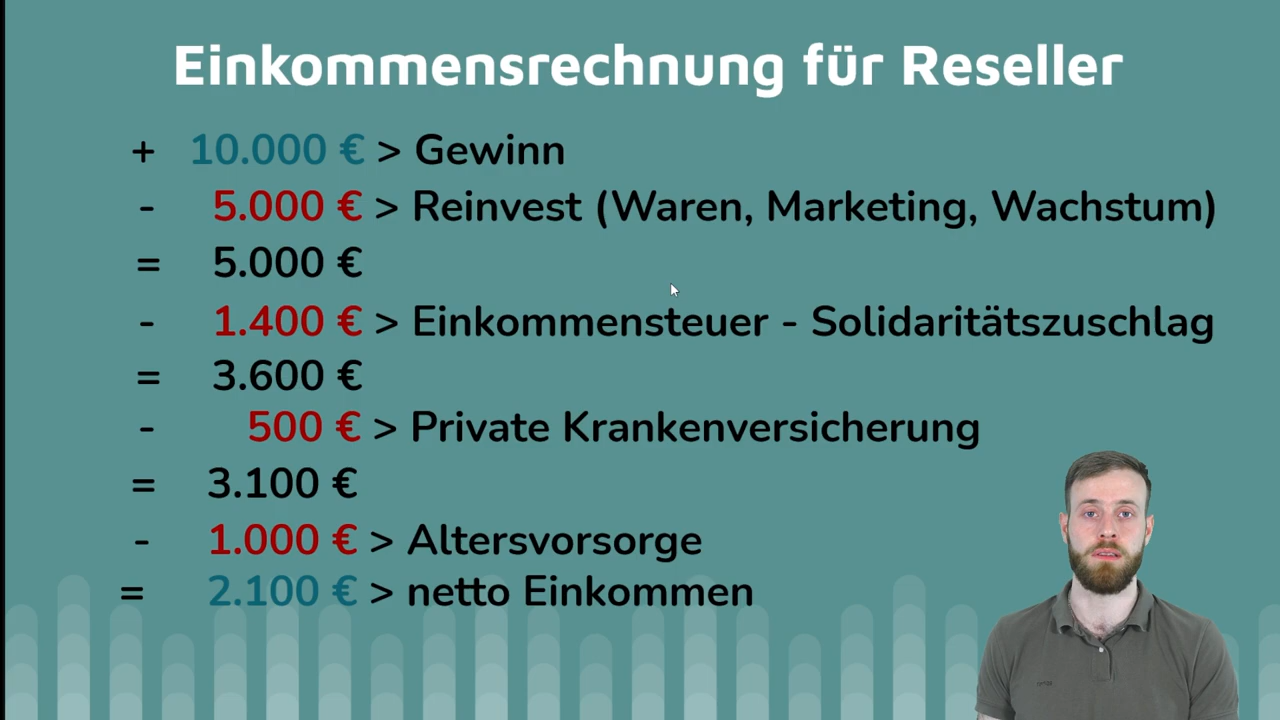 Einkommensrechnung für Reseller
+ 10.000 € > Gewinn
- 5.000 € > Reinvest (Waren, Marketing, Wachstum)
= 5.000 €
- 1.400 € > Einkommensteuer - Solidaritätszuschlag
= 3.600 €
- 500 € > Private Krankenversicherung
= 3.100 €
- 1.000 € > Altersvorsorge
= 2.100 € > netto Einkommen